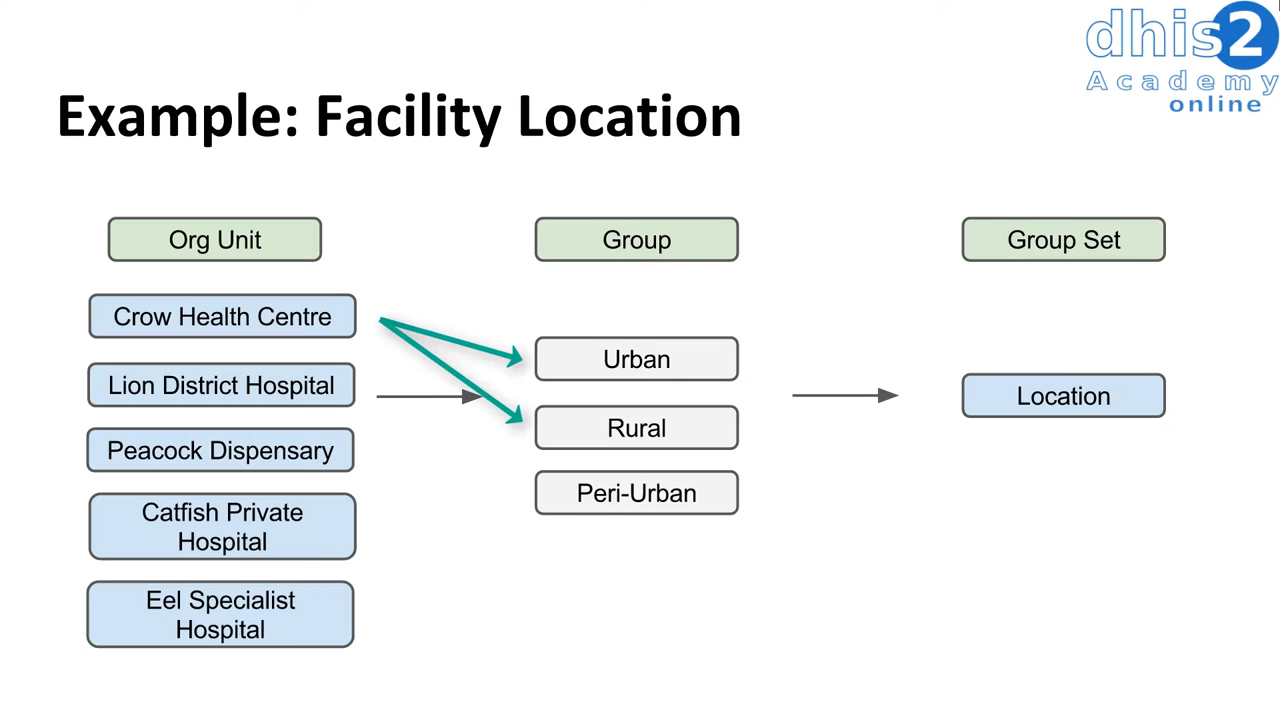 dhis2
Academy
online
Example: Facility Location
Org Unit
Group
Group Set
Crow Health Centre
Lion District Hospital
Peacock Dispensary
Catfish Private
Hospital
Eel Specialist
Hospital
Urban
Rural
Peri-Urban
Location